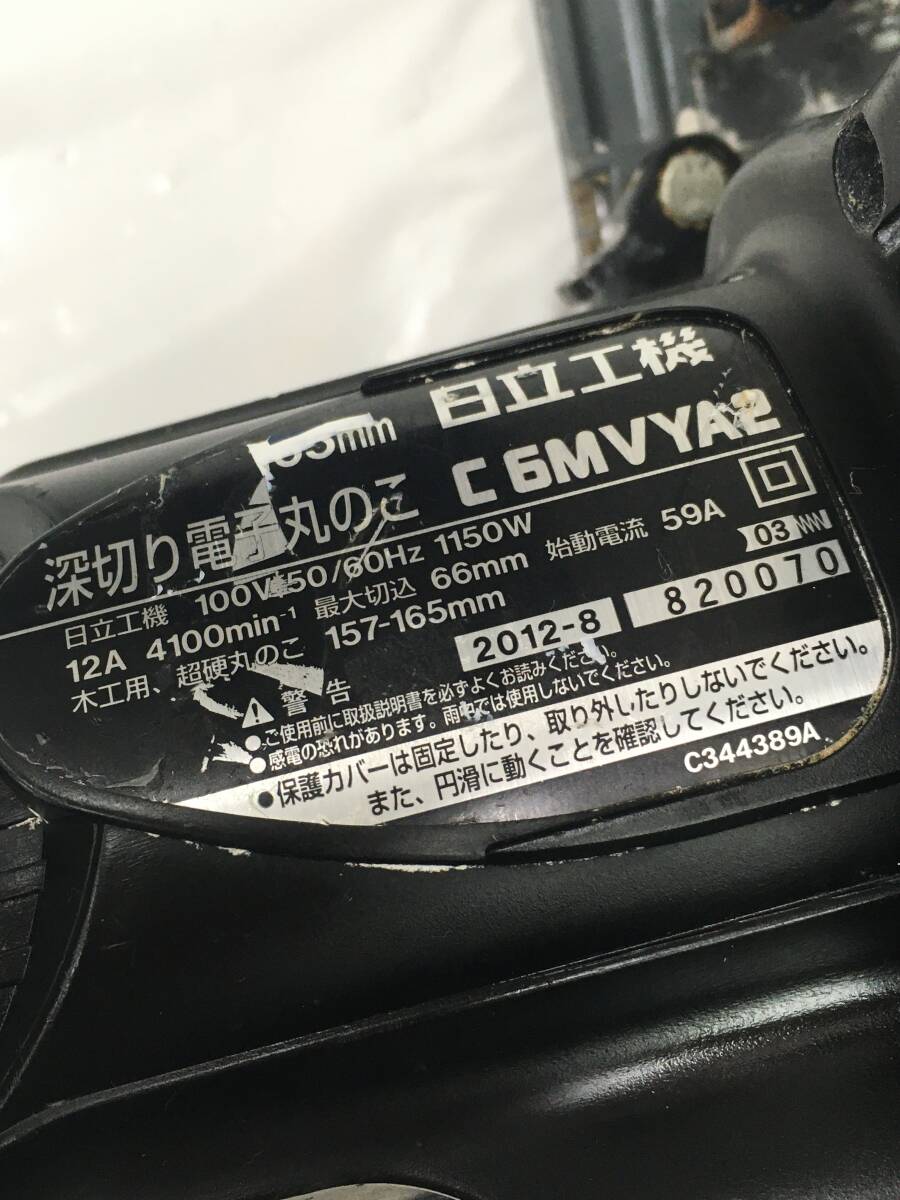 日立工機
65mm
C 6MVYA2
深切り電子丸のこ
日立工機 100V 50/60Hz 1150W
12A 4100min⁻¹ 最大切込 66mm 始動電流 59A
木工用、超硬丸のこ 157-165mm
03
2012-8 820070
警告
●ご使用前に取扱説明書を必ずよくお読みください。
●感電の恐れがあります。雨中では使用しないでください。
●保護カバーは固定したり、取り外したりしないでください。
また、円滑に動くことを確認してください。
C344389A